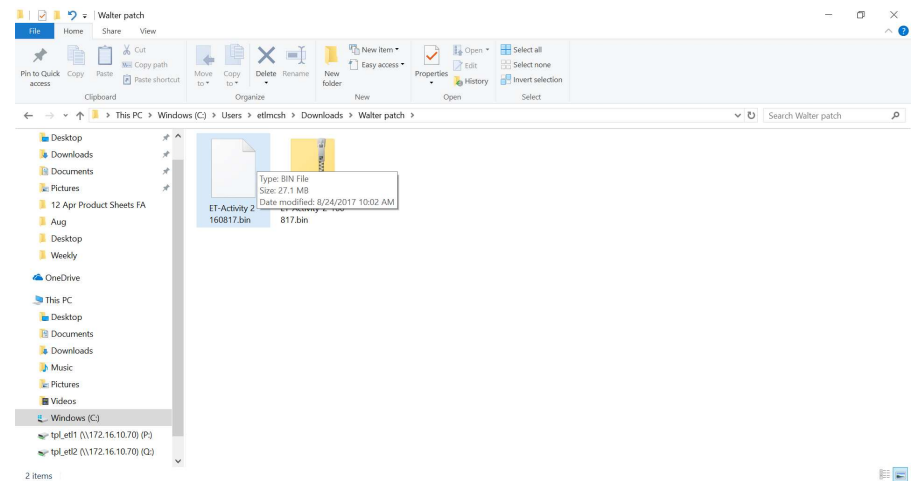 Walter patch
File Home Share View
Pin to Quick access
Copy
Paste
Cut
Copy path
Paste shortcut
Clipboard
Move to
Copy to
Delete
Rename
Organize
New folder
New item
Easy access
New
Properties
Open
Edit
History
Open
Select all
Select none
Invert selection
Select
This PC > Windows (C:) > Users > etlmcsh > Downloads > Walter patch >
Search Walter patch
Desktop
Downloads
Documents
Pictures
12 Apr Product Sheets FA
Aug
Desktop
Weekly
OneDrive
This PC
Desktop
Documents
Downloads
Music
Pictures
Videos
Windows (C:)
tpl_etl1 (\\172.16.10.70) (P:)
tpl_etl2 (\\172.16.10.70) (Q:)
ET-Activity 2
160817.bin
817.bin
Type: BIN File
Size: 27.1 MB
Date modified: 8/24/2017 10:02 AM
2 items